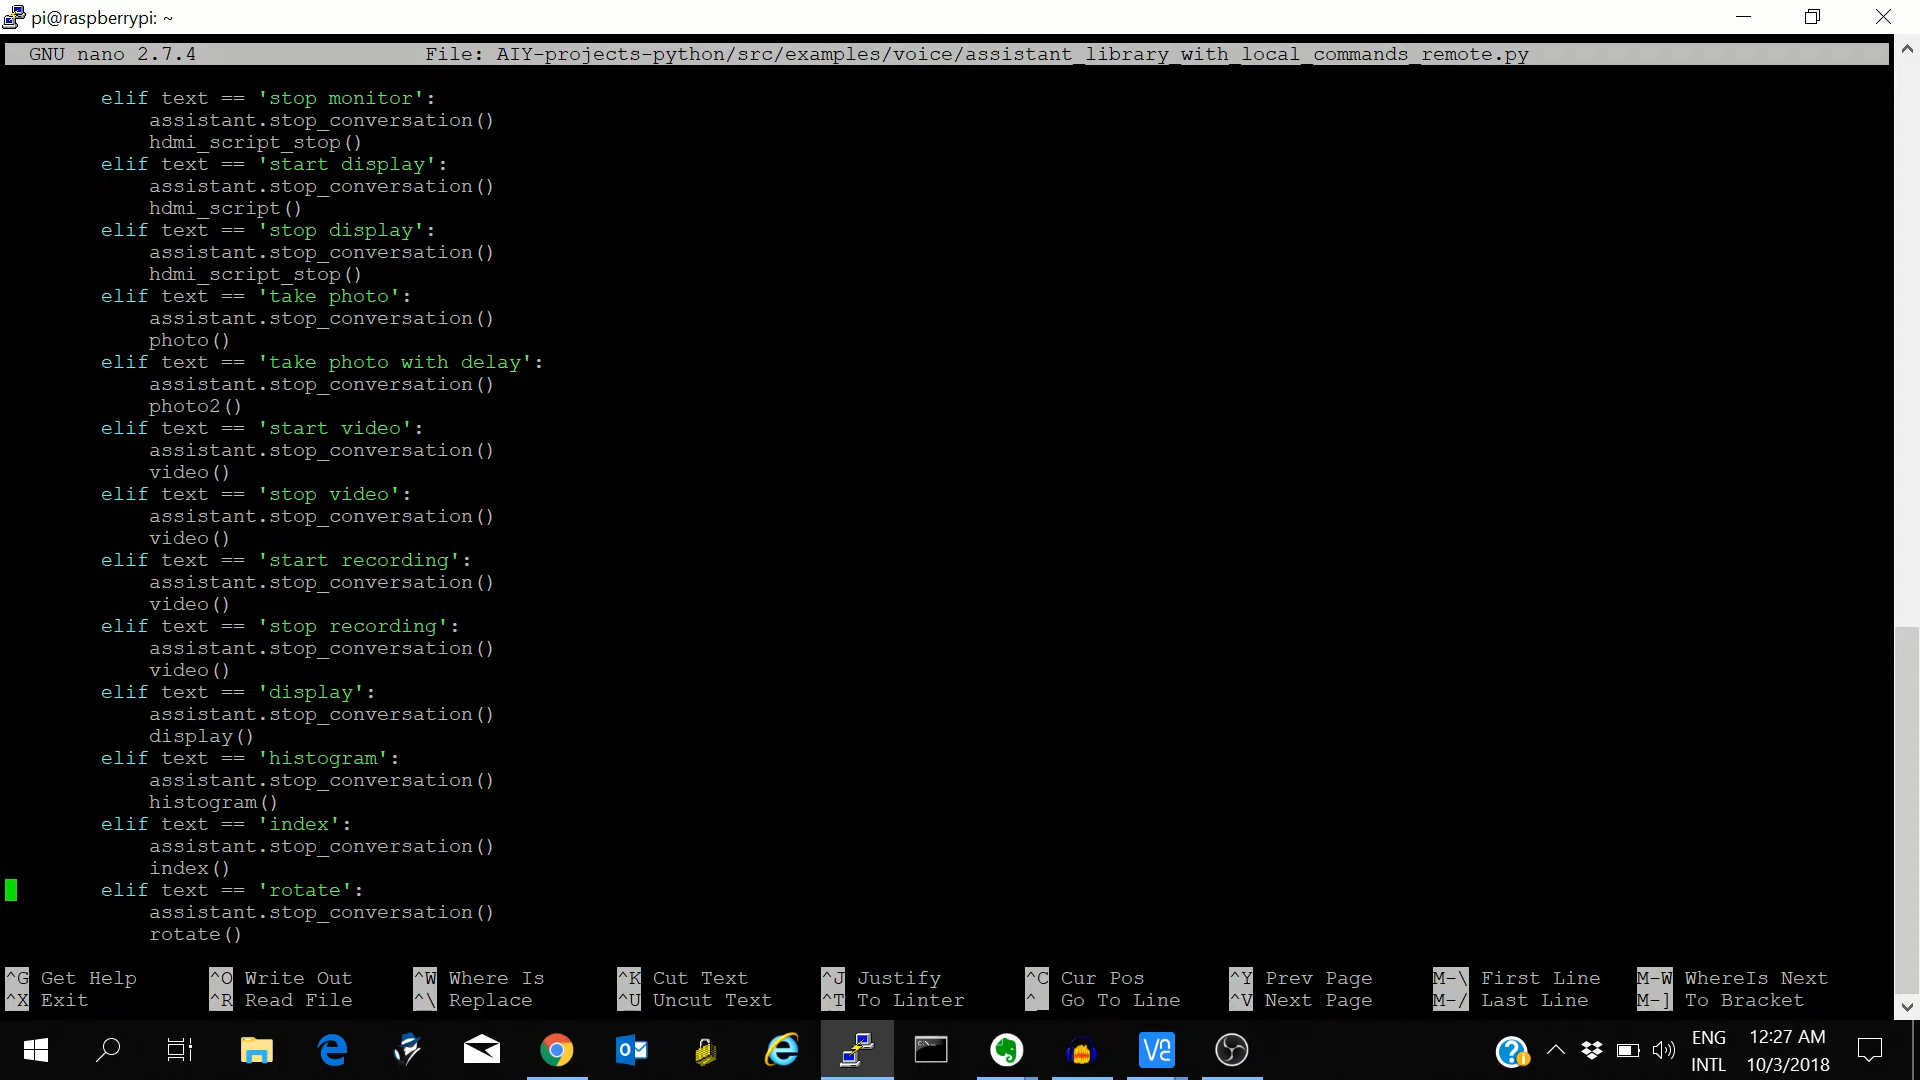 pi@raspberrypi: ~
GNU nano 2.7.4 File: AIY-projects-python/src/examples/voice/assistant_library_with_local_commands_remote.py
elif text == 'stop monitor':
assistant.stop_conversation()
hdmi_script_stop()
elif text == 'start display':
assistant.stop_conversation()
hdmi_script()
elif text == 'stop display':
assistant.stop_conversation()
hdmi_script_stop()
elif text == 'take photo':
assistant.stop_conversation()
photo()
elif text == 'take photo with delay':
assistant.stop_conversation()
photo2()
elif text == 'start video':
assistant.stop_conversation()
video()
elif text == 'stop video':
assistant.stop_conversation()
video()
elif text == 'start recording':
assistant.stop_conversation()
video()
elif text == 'stop recording':
assistant.stop_conversation()
video()
elif text == 'display':
assistant.stop_conversation()
display()
elif text == 'histogram':
assistant.stop_conversation()
histogram()
elif text == 'index':
assistant.stop_conversation()
index()
elif text == 'rotate':
assistant.stop_conversation()
rotate()
^G Get Help ^O Write Out ^W Where Is ^K Cut Text ^J Justify ^C Cur Pos ^Y Prev Page M-\ First Line M-W WhereIs Next
^X Exit ^R Read File ^\ Replace ^U Uncut Text ^T To Linter ^_ Go To Line ^V Next Page M-/ Last Line M-] To Bracket
ENG 12:27 AM
INTL 10/3/2018